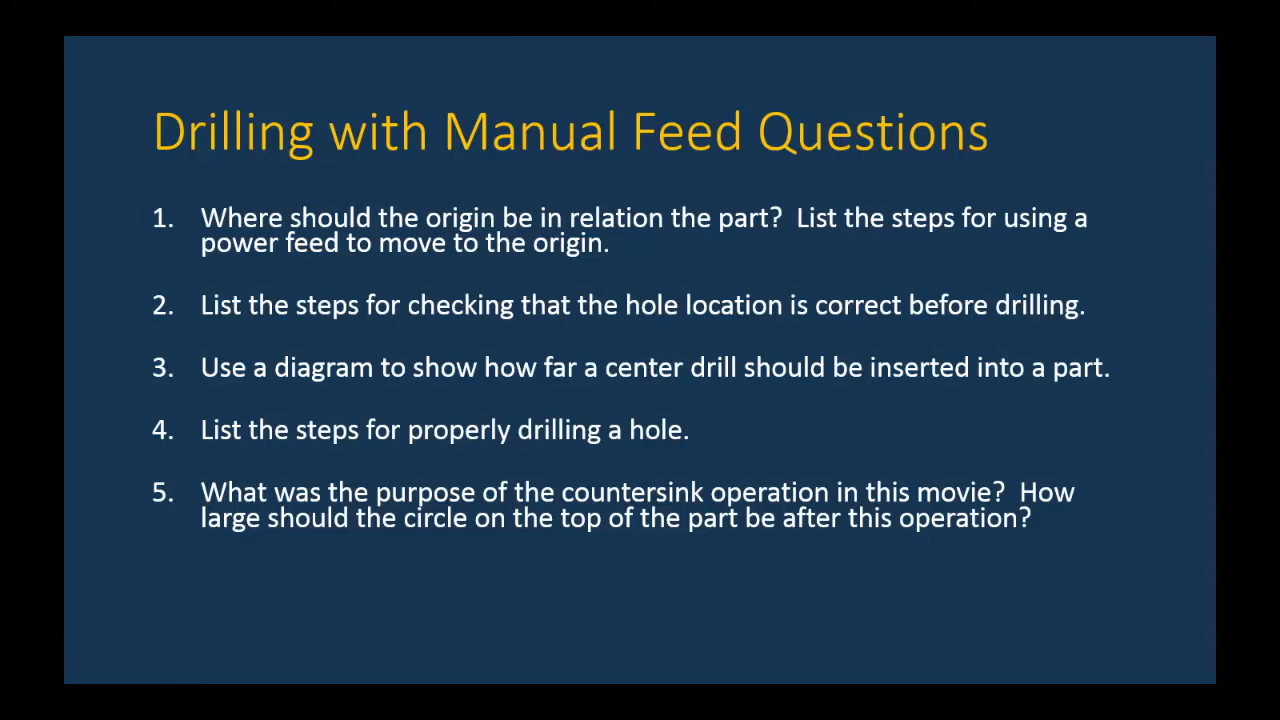 Drilling with Manual Feed Questions
1. Where should the origin be in relation the part? List the steps for using a
power feed to move to the origin.
2. List the steps for checking that the hole location is correct before drilling.
3. Use a diagram to show how far a center drill should be inserted into a part.
4. List the steps for properly drilling a hole.
5. What was the purpose of the countersink operation in this movie? How
large should the circle on the top of the part be after this operation?